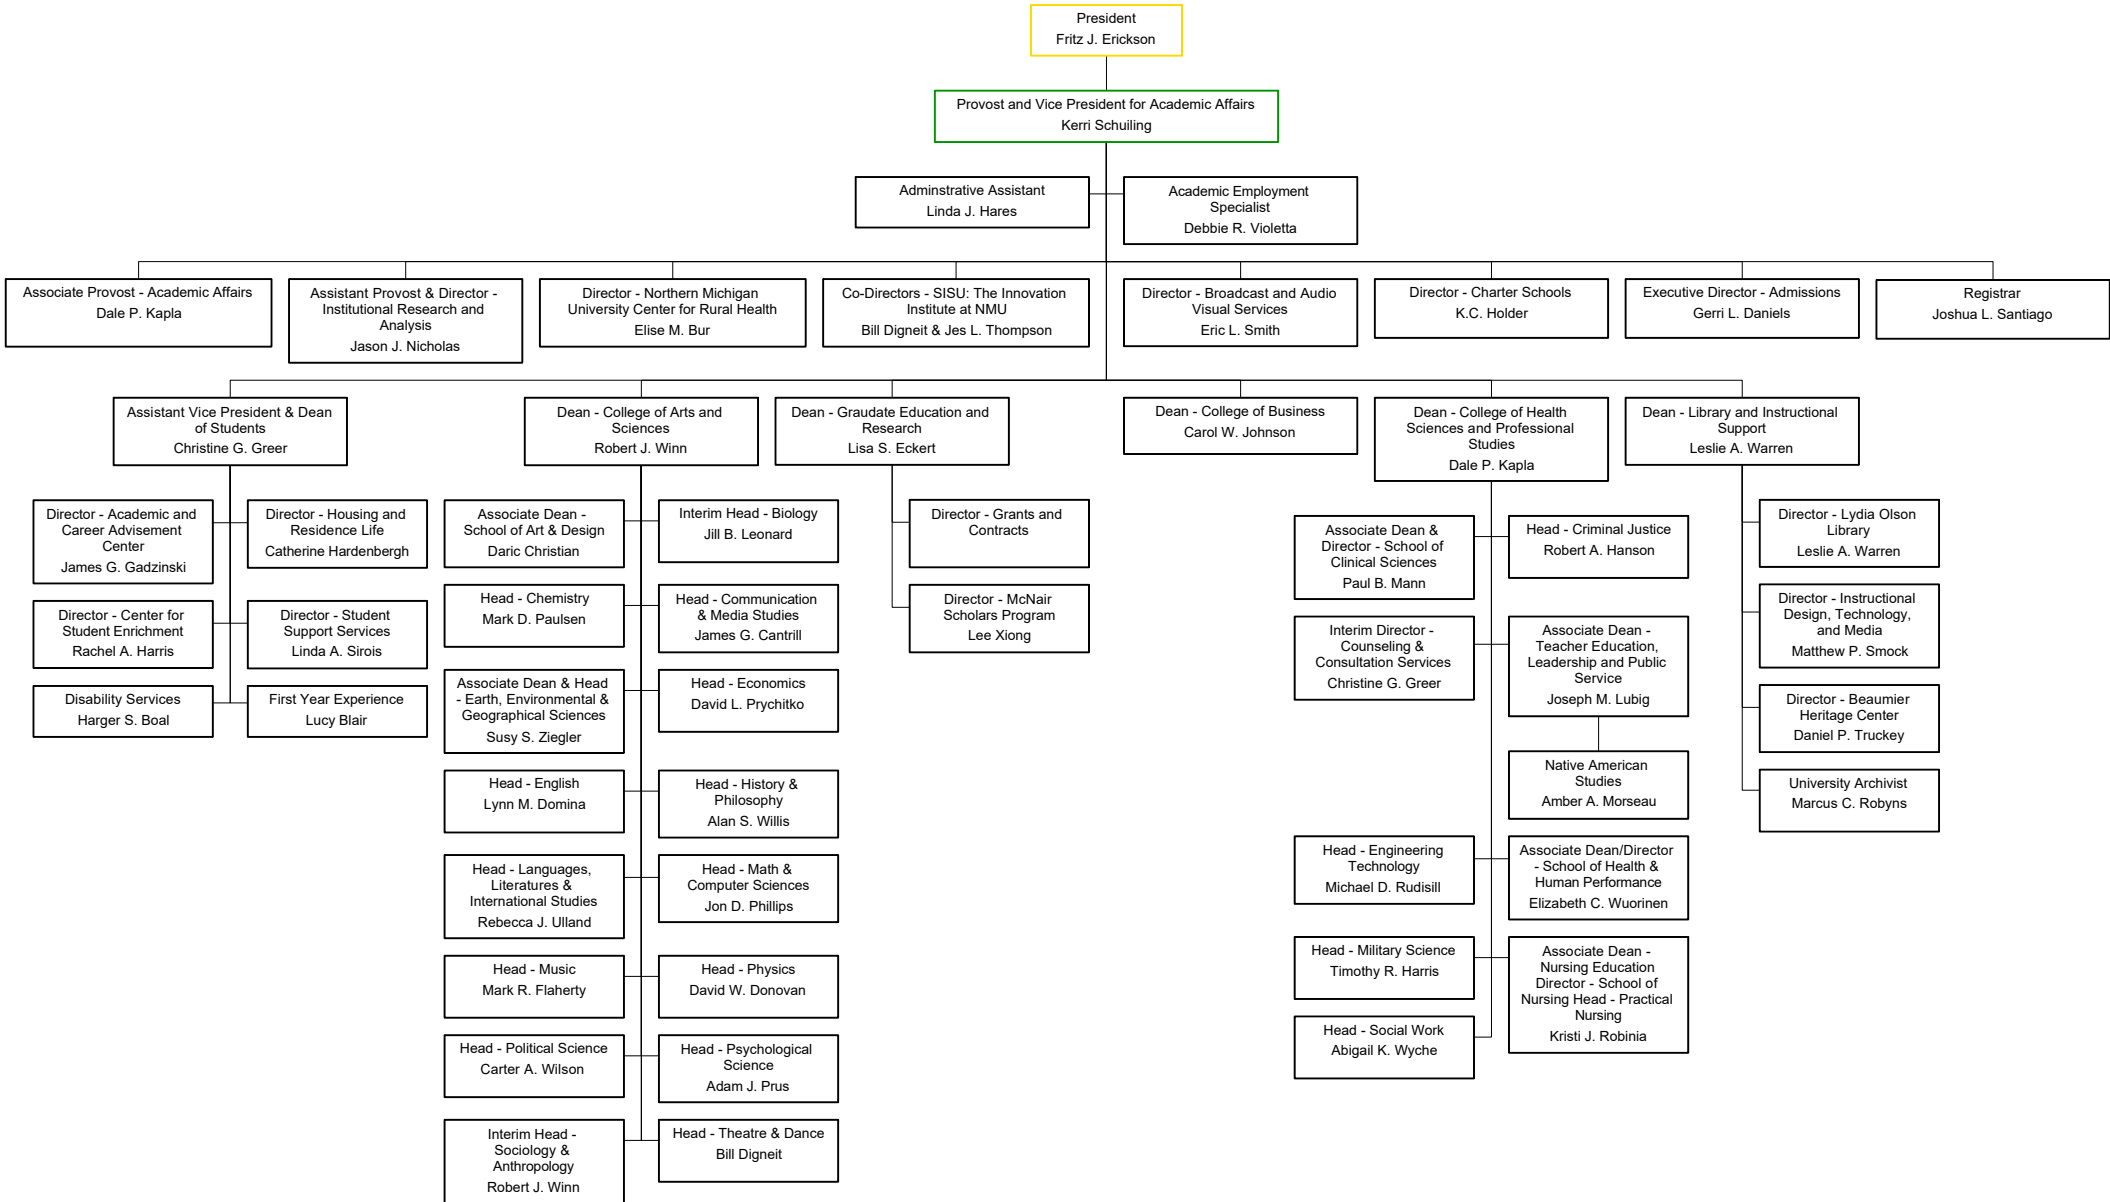 President
Fritz J. Erickson
Provost and Vice President for Academic Affairs
Kerri Schuiling
Adminstrative Assistant
Linda J. Hares
Academic Employment
Specialist
Debbie R. Violetta
Associate Provost - Academic Affairs
Dale P. Kapla
Assistant Provost & Director -
Institutional Research and
Analysis
Jason J. Nicholas
Director - Northern Michigan
University Center for Rural Health
Elise M. Bur
Co-Directors - SISU: The Innovation
Institute at NMU
Bill Digneit & Jes L. Thompson
Director - Broadcast and Audio
Visual Services
Eric L. Smith
Director - Charter Schools
K.C. Holder
Executive Director - Admissions
Gerri L. Daniels
Registrar
Joshua L. Santiago
Assistant Vice President & Dean
of Students
Christine G. Greer
Dean - College of Arts and
Sciences
Robert J. Winn
Dean - Graudate Education and
Research
Lisa S. Eckert
Dean - College of Business
Carol W. Johnson
Dean - College of Health
Sciences and Professional
Studies
Dale P. Kapla
Dean - Library and Instructional
Support
Leslie A. Warren
Director - Academic and
Career Advisement
Center
James G. Gadzinski
Director - Housing and
Residence Life
Catherine Hardenbergh
Director - Center for
Student Enrichment
Rachel A. Harris
Director - Student
Support Services
Linda A. Sirois
Disability Services
Harger S. Boal
First Year Experience
Lucy Blair
Associate Dean -
School of Art & Design
Daric Christian
Interim Head - Biology
Jill B. Leonard
Head - Chemistry
Mark D. Paulsen
Head - Communication
& Media Studies
James G. Cantrill
Associate Dean & Head
- Earth, Environmental &
Geographical Sciences
Susy S. Ziegler
Head - Economics
David L. Prychitko
Head - English
Lynn M. Domina
Head - History &
Philosophy
Alan S. Willis
Head - Languages,
Literatures &
International Studies
Rebecca J. Ulland
Head - Math &
Computer Sciences
Jon D. Phillips
Head - Music
Mark R. Flaherty
Head - Physics
David W. Donovan
Head - Political Science
Carter A. Wilson
Head - Psychological
Science
Adam J. Prus
Interim Head -
Sociology &
Anthropology
Robert J. Winn
Head - Theatre & Dance
Bill Digneit
Director - Grants and
Contracts
Director - McNair
Scholars Program
Lee Xiong
Associate Dean &
Director - School of
Clinical Sciences
Paul B. Mann
Head - Criminal Justice
Robert A. Hanson
Interim Director -
Counseling &
Consultation Services
Christine G. Greer
Associate Dean -
Teacher Education,
Leadership and Public
Service
Joseph M. Lubig
Native American
Studies
Amber A. Morseau
Head - Engineering
Technology
Michael D. Rudisill
Associate Dean/Director
- School of Health &
Human Performance
Elizabeth C. Wuorinen
Head - Military Science
Timothy R. Harris
Associate Dean -
Nursing Education
Director - School of
Nursing Head - Practical
Nursing
Kristi J. Robinia
Head - Social Work
Abigail K. Wyche
Director - Lydia Olson
Library
Leslie A. Warren
Director - Instructional
Design, Technology,
and Media
Matthew P. Smock
Director - Beaumier
Heritage Center
Daniel P. Truckey
University Archivist
Marcus C. Robyns